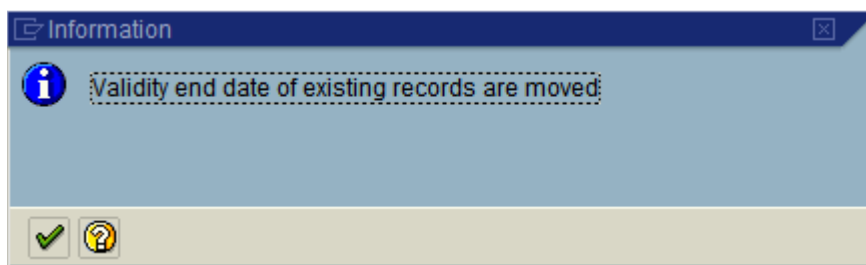 Information
Validity end date of existing records are moved